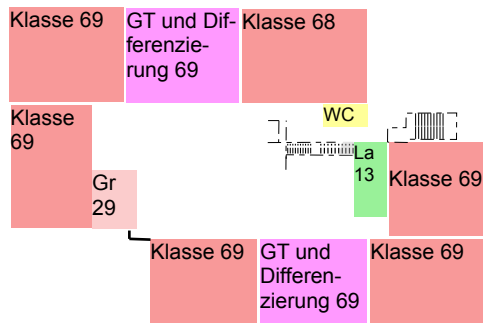 Klasse 69
GT und Dif-
ferenzie-
rung 69
Klasse 68
Klasse
69
WC
Gr
29
La
13
Klasse 69
Klasse 69
GT und
Differen-
zierung 69
Klasse 69